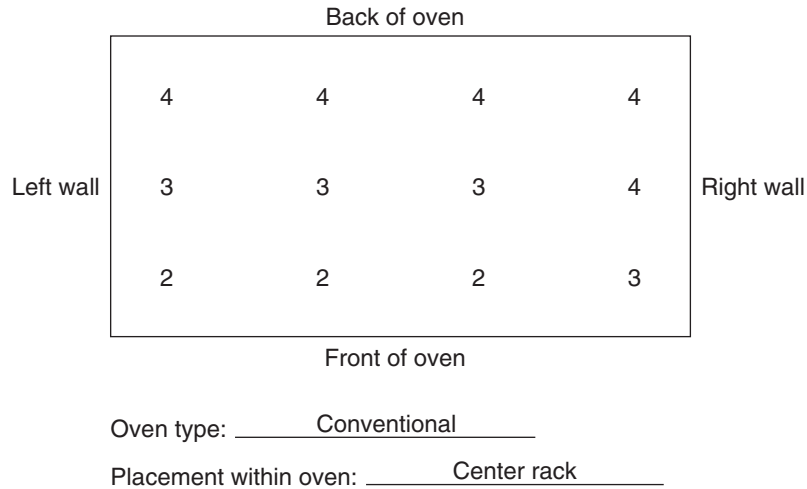 Back of oven
4 4 4 4
Left wall 3 3 3 4 Right wall
2 2 2 3
Front of oven
Oven type: Conventional
Placement within oven: Center rack